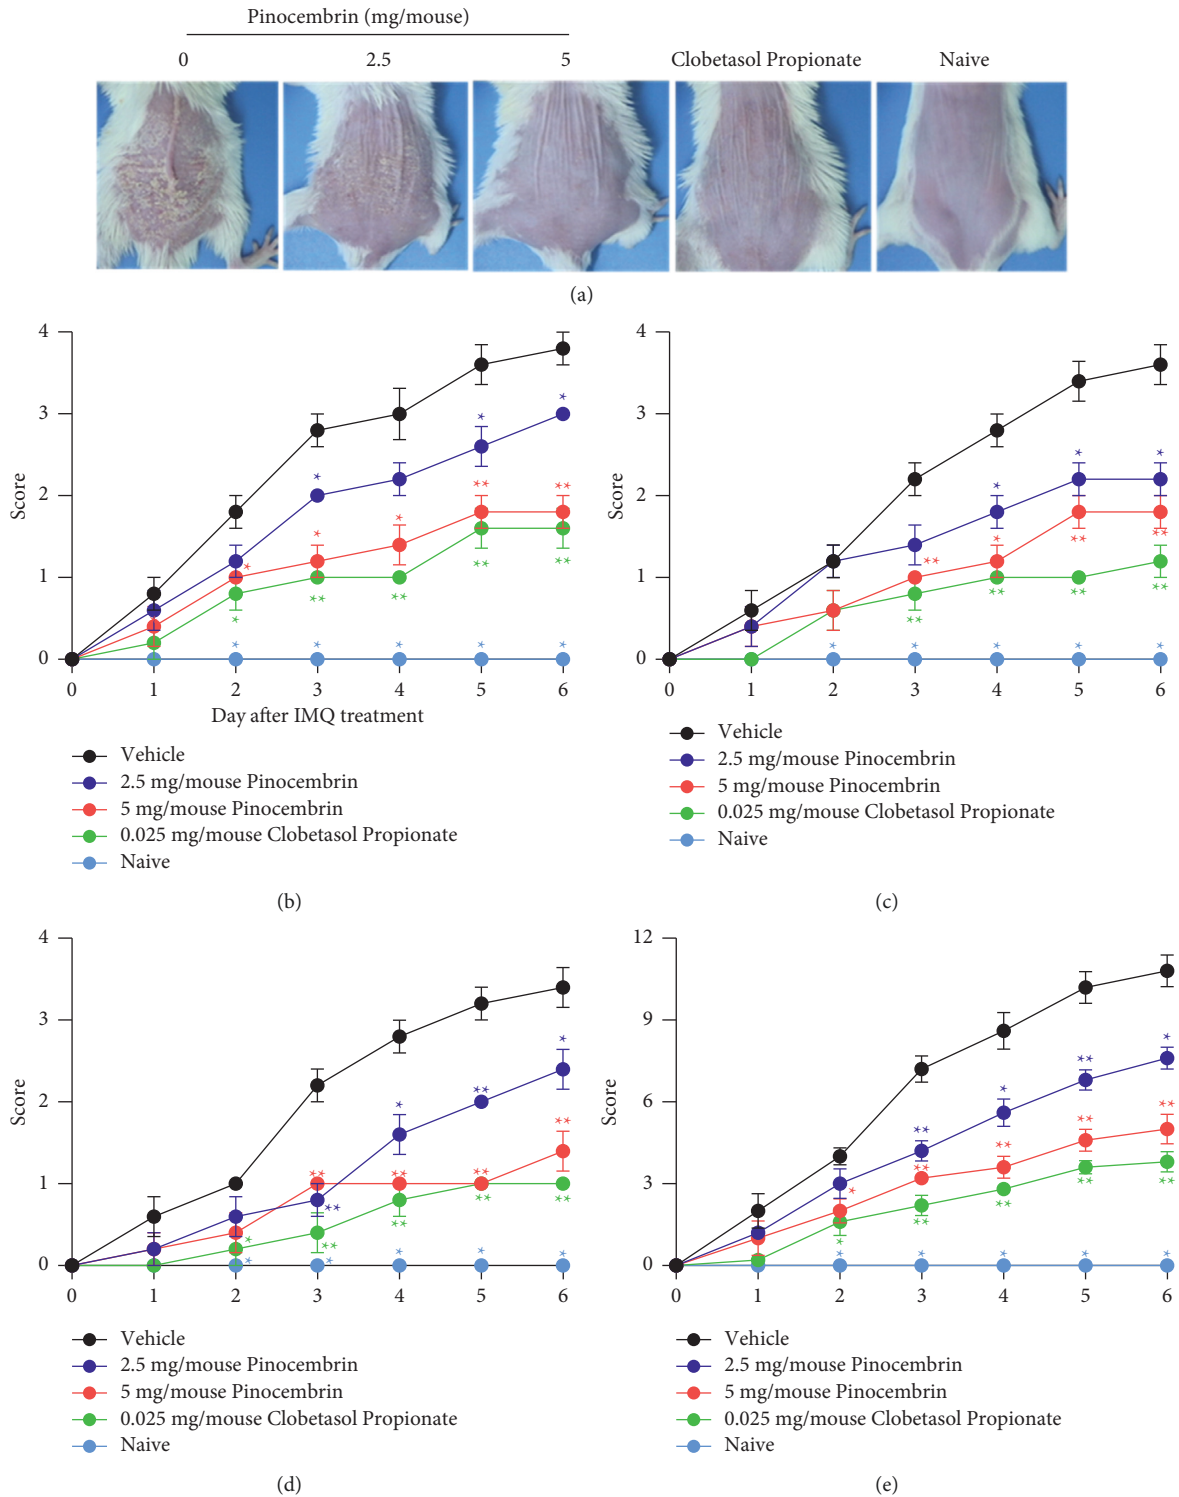 Pinocembrin (mg/mouse)
0 2.5 5 Clobetasol Propionate Naive
(a)
4
3
2
1
0
Score
0 1 2 3 4 5 6
Day after IMQ treatment
Vehicle
2.5 mg/mouse Pinocembrin
5 mg/mouse Pinocembrin
0.025 mg/mouse Clobetasol Propionate
Naive
(b)
4
3
2
1
0
Score
0 1 2 3 4 5 6
Vehicle
2.5 mg/mouse Pinocembrin
5 mg/mouse Pinocembrin
0.025 mg/mouse Clobetasol Propionate
Naive
(c)
4
3
2
1
0
Score
0 1 2 3 4 5 6
Vehicle
2.5 mg/mouse Pinocembrin
5 mg/mouse Pinocembrin
0.025 mg/mouse Clobetasol Propionate
Naive
(d)
12
9
6
3
0
Score
0 1 2 3 4 5 6
Vehicle
2.5 mg/mouse Pinocembrin
5 mg/mouse Pinocembrin
0.025 mg/mouse Clobetasol Propionate
Naive
(e)